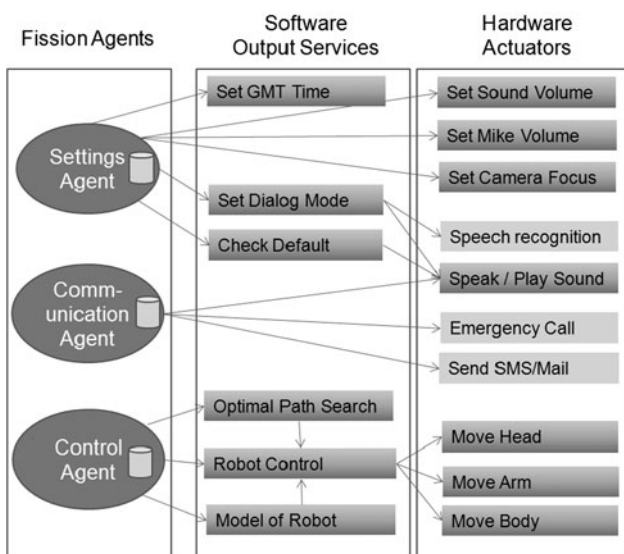 Fission Agents
Software
Output Services
Hardware
Actuators
Settings
Agent
Comm-
unication
Agent
Control
Agent
Set GMT Time
Set Dialog Mode
Check Default
Optimal Path Search
Robot Control
Model of Robot
Set Sound Volume
Set Mike Volume
Set Camera Focus
Speech recognition
Speak / Play Sound
Emergency Call
Send SMS/Mail
Move Head
Move Arm
Move Body